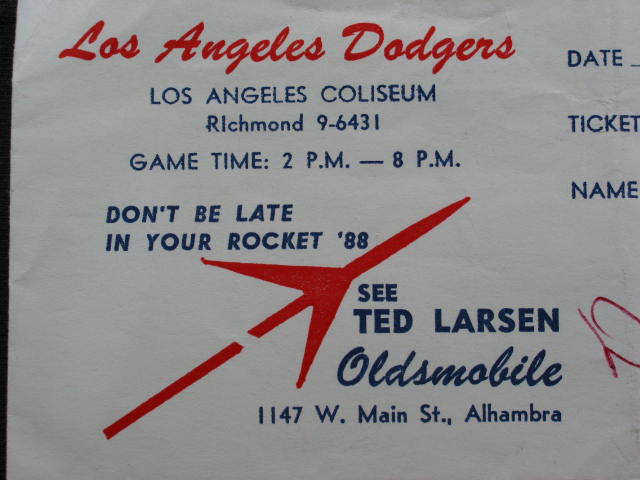 Los Angeles Dodgers
LOS ANGELES COLISEUM
RIchmond 9-6431
GAME TIME: 2 P.M. — 8 P.M.
DATE
TICKET
NAME
DON'T BE LATE
IN YOUR ROCKET '88
SEE
TED LARSEN
Oldsmobile
1147 W. Main St., Alhambra